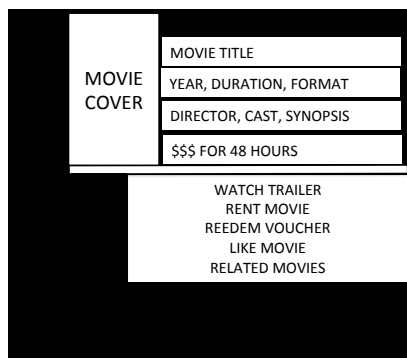 MOVIE
COVER
MOVIE TITLE
YEAR, DURATION, FORMAT
DIRECTOR, CAST, SYNOPSIS
$$$ FOR 48 HOURS
WATCH TRAILER
RENT MOVIE
REEDEM VOUCHER
LIKE MOVIE
RELATED MOVIES